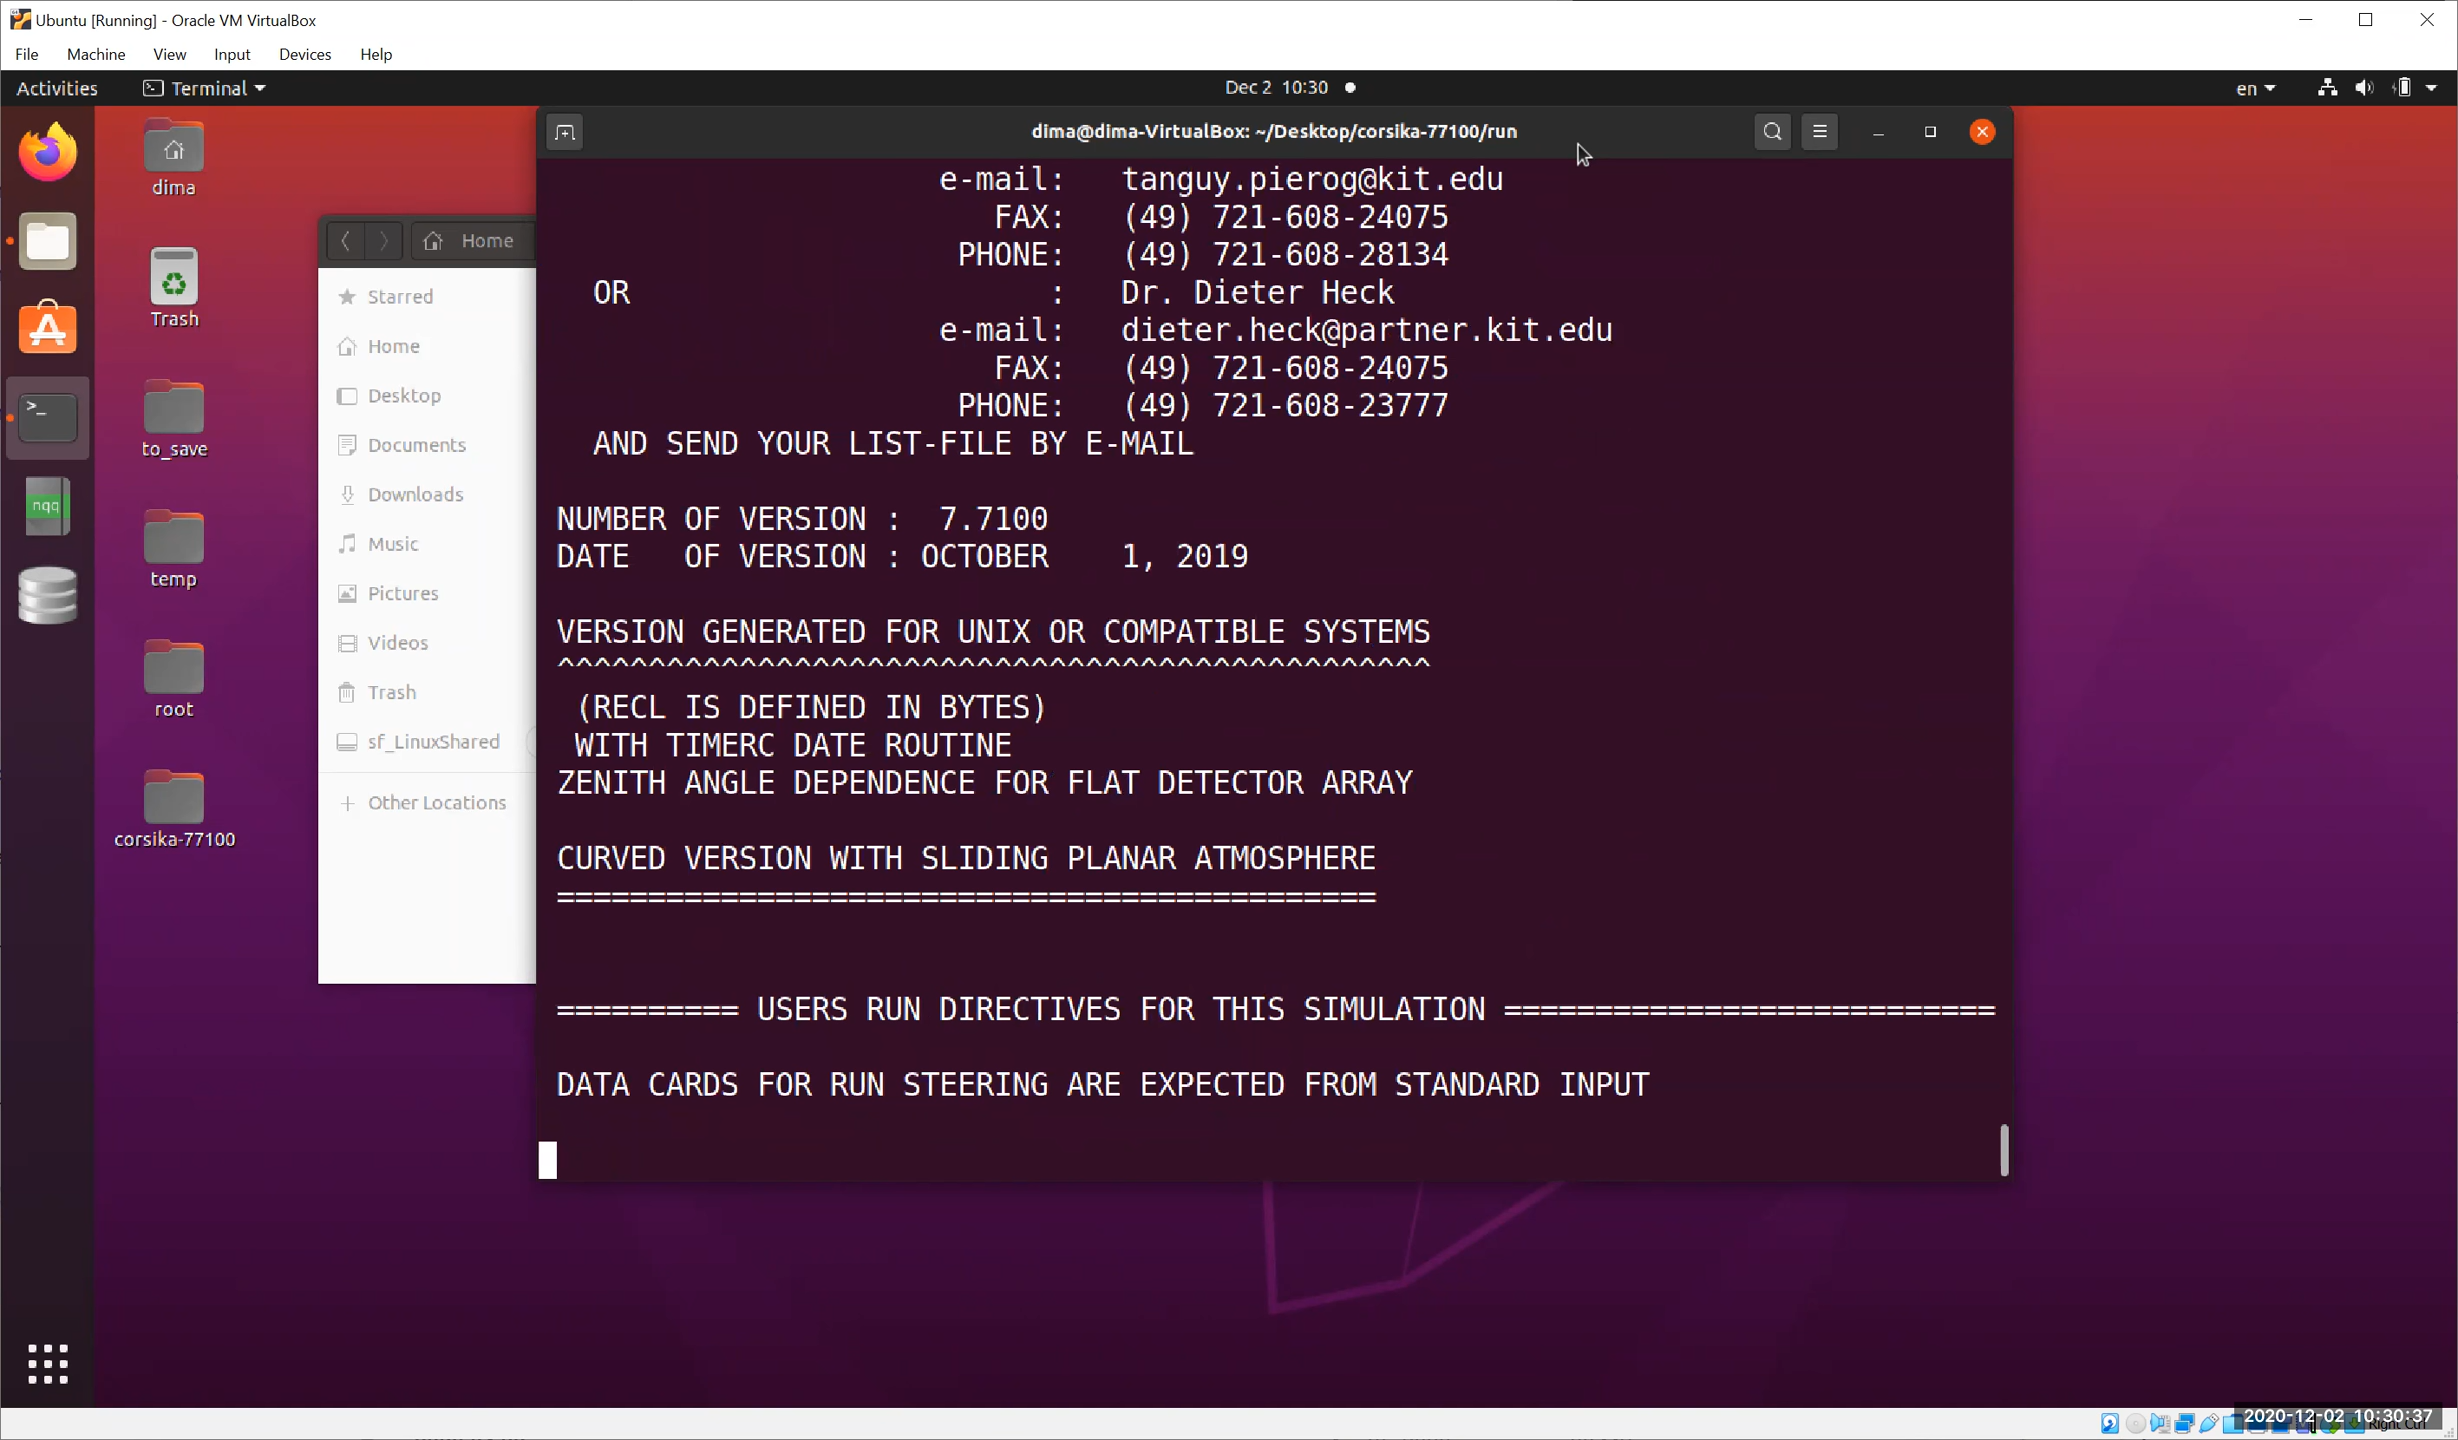 Ubuntu [Running] - Oracle VM VirtualBox
File Machine View Input Devices Help
Activities Terminal Dec 2 10:30 en
dima@dima-VirtualBox: ~/Desktop/corsika-77100/run
dima
Trash
to_save
temp
root
corsika-77100
nqq
Home
Starred
Home
Desktop
Documents
Downloads
Music
Pictures
Videos
Trash
sf_LinuxShared
+ Other Locations
e-mail: tanguy.pierog@kit.edu
FAX: (49) 721-608-24075
PHONE: (49) 721-608-28134
OR : Dr. Dieter Heck
e-mail: dieter.heck@partner.kit.edu
FAX: (49) 721-608-24075
PHONE: (49) 721-608-23777
AND SEND YOUR LIST-FILE BY E-MAIL
NUMBER OF VERSION : 7.7100
DATE OF VERSION : OCTOBER 1, 2019
VERSION GENERATED FOR UNIX OR COMPATIBLE SYSTEMS
^^^^^^^^^^^^^^^^^^^^^^^^^^^^^^^^^^^^^^^^^^^^^^^^
(RECL IS DEFINED IN BYTES)
WITH TIMERC DATE ROUTINE
ZENITH ANGLE DEPENDENCE FOR FLAT DETECTOR ARRAY
CURVED VERSION WITH SLIDING PLANAR ATMOSPHERE
=============================================
========== USERS RUN DIRECTIVES FOR THIS SIMULATION ===========================
DATA CARDS FOR RUN STEERING ARE EXPECTED FROM STANDARD INPUT
2020-12-02 10:30:37